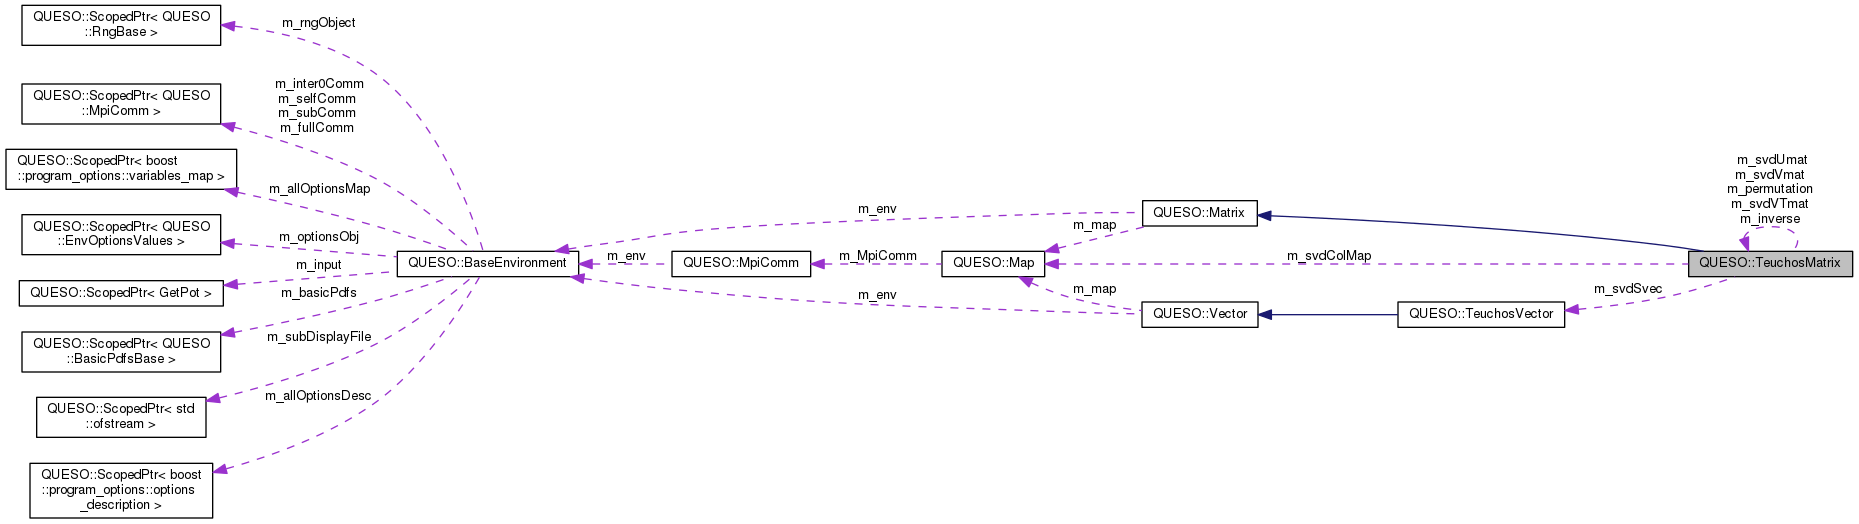 QUESO::ScopedPtr< QUESO
::RngBase >
m_rngObject
QUESO::ScopedPtr< QUESO
::MpiComm >
m_inter0Comm
m_selfComm
m_subComm
m_fullComm
QUESO::ScopedPtr< boost
::program_options::variables_map >
m_allOptionsMap
QUESO::ScopedPtr< QUESO
::EnvOptionsValues >
m_optionsObj
QUESO::ScopedPtr< GetPot >
m_input
QUESO::ScopedPtr< QUESO
::BasicPdfsBase >
m_basicPdfs
QUESO::ScopedPtr< std
::ofstream >
m_subDisplayFile
QUESO::ScopedPtr< boost
::program_options::options
_description >
m_allOptionsDesc
QUESO::BaseEnvironment
m_env
m_env
m_env
QUESO::MpiComm
m_MpiComm
QUESO::Map
m_map
m_map
QUESO::Matrix
QUESO::Vector
m_svdColMap
QUESO::TeuchosVector
m_svdSvec
m_svdUmat
m_svdVmat
m_permutation
m_svdVTmat
m_inverse
QUESO::TeuchosMatrix